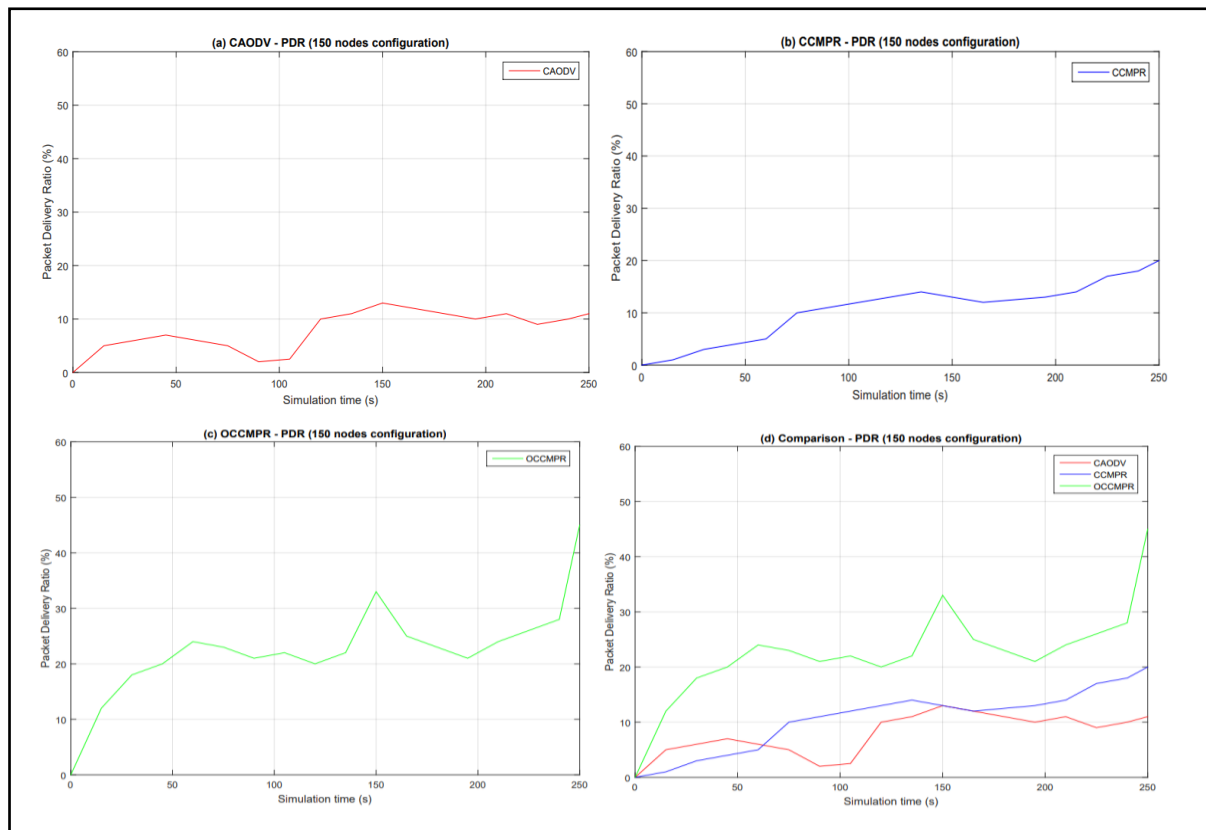 (a) CAODV - PDR (150 nodes configuration)
CAODV
Packet Delivery Ratio (%)
60
50
40
30
20
10
0
0 50 100 150 200 250
Simulation time (s)
(b) CCMPR - PDR (150 nodes configuration)
CCMPR
Packet Delivery Ratio (%)
60
50
40
30
20
10
0
0 50 100 150 200 250
Simulation time (s)
(c) OCCMPR - PDR (150 nodes configuration)
OCCMPR
Packet Delivery Ratio (%)
60
50
40
30
20
10
0
0 50 100 150 200 250
Simulation time (s)
(d) Comparison - PDR (150 nodes configuration)
CAODV
CCMPR
OCCMPR
Packet Delivery Ratio (%)
60
50
40
30
20
10
0
0 50 100 150 200 250
Simulation time (s)